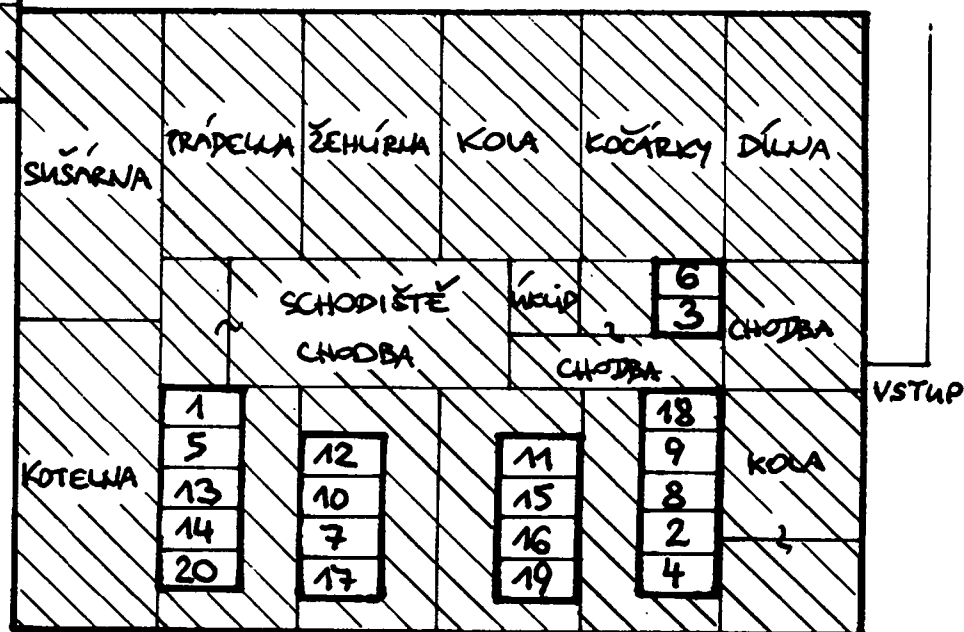 SUŠÁRNA
PRÁDELNA
ŽEHLÍRNA
KOLA
KOČÁRKY
DÍLNA
SCHODIŠTĚ
CHODBA
ÚKLID
6
3
CHODBA
CHODBA
VSTUP
KOTELNA
1
5
13
14
20
12
10
7
17
11
15
16
19
18
9
8
2
4
KOLA